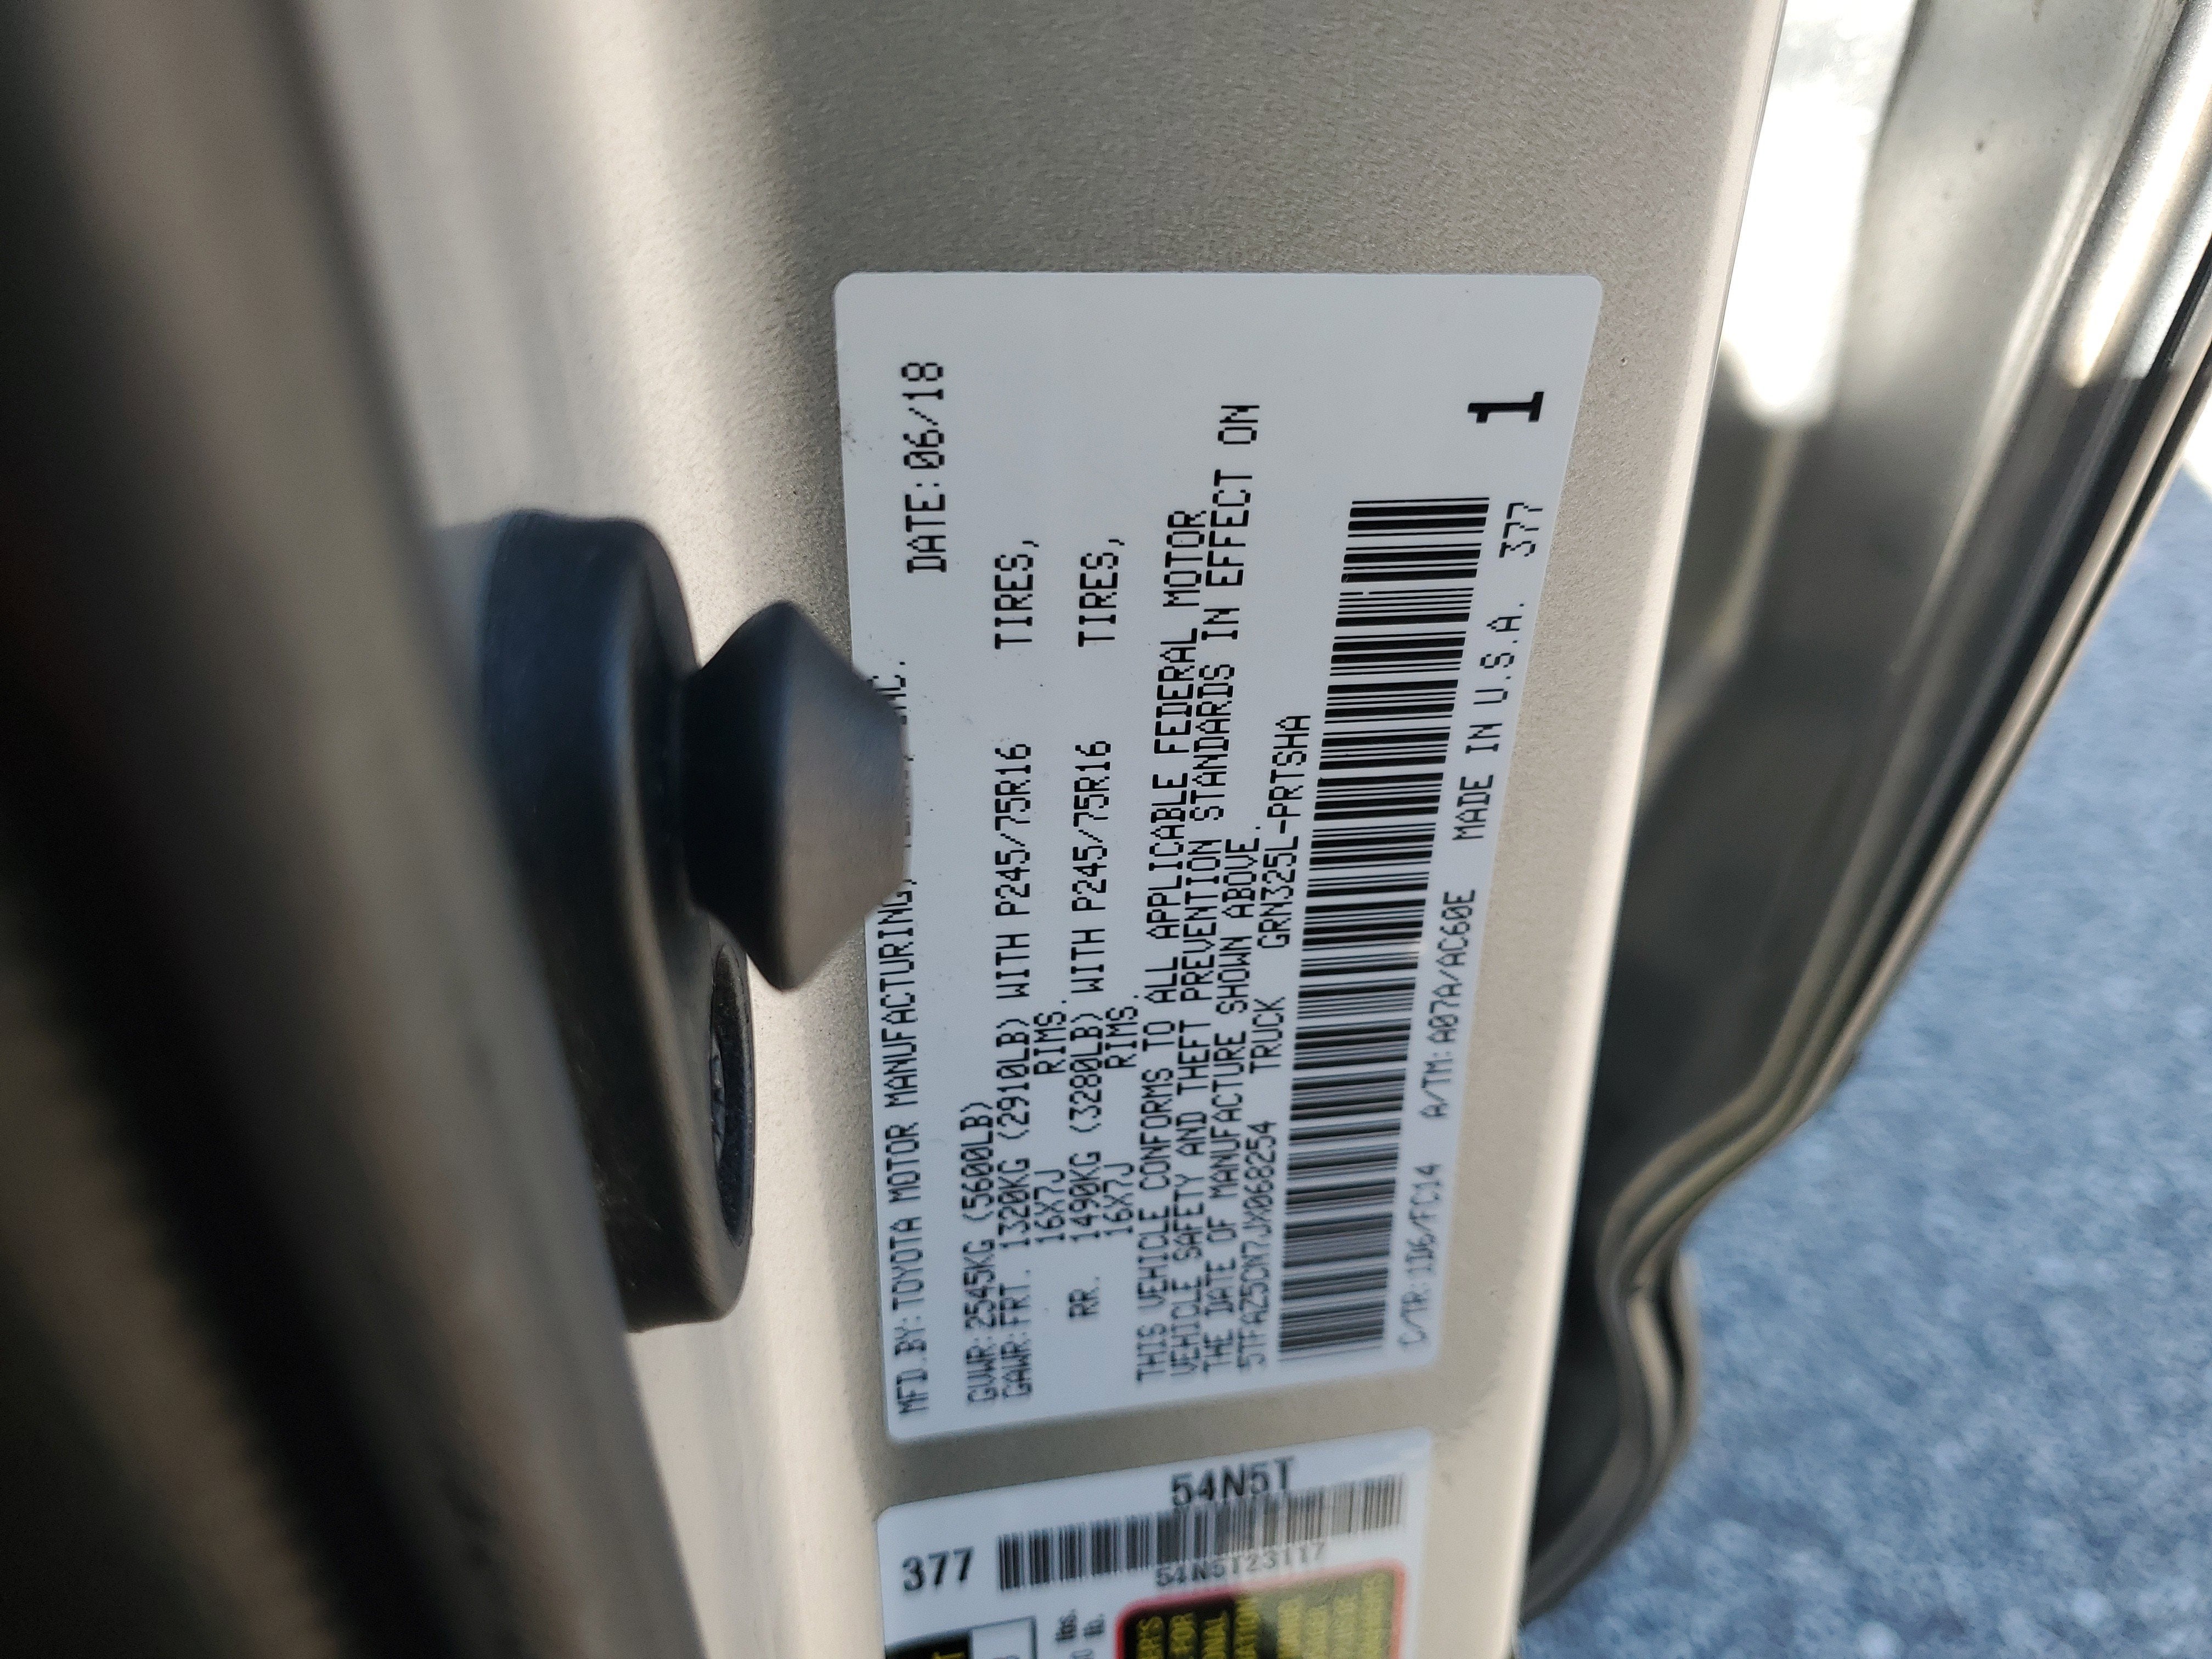 MFD.BY: TOYOTA MOTOR MANUFACTURING, INC. DATE: 06/18
GVWR: 2545KG (5600LB)
GAWR: FRT. 1320KG (2910LB) WITH P245/75R16 TIRES,
16X7J RIMS.
RR. 1490KG (3280LB) WITH P245/75R16 TIRES,
16X7J RIMS.
THIS VEHICLE CONFORMS TO ALL APPLICABLE FEDERAL MOTOR
VEHICLE SAFETY AND THEFT PREVENTION STANDARDS IN EFFECT ON
THE DATE OF MANUFACTURE SHOWN ABOVE.
5TFAZ5CN7JX068254 TRUCK GRN325L-PRTSHA
C/TR: 1D6/FC14 A/TM: A07A/AC60E MADE IN U.S.A. 377
1
377
54N5T
54N5T23117
lbs.
lb.